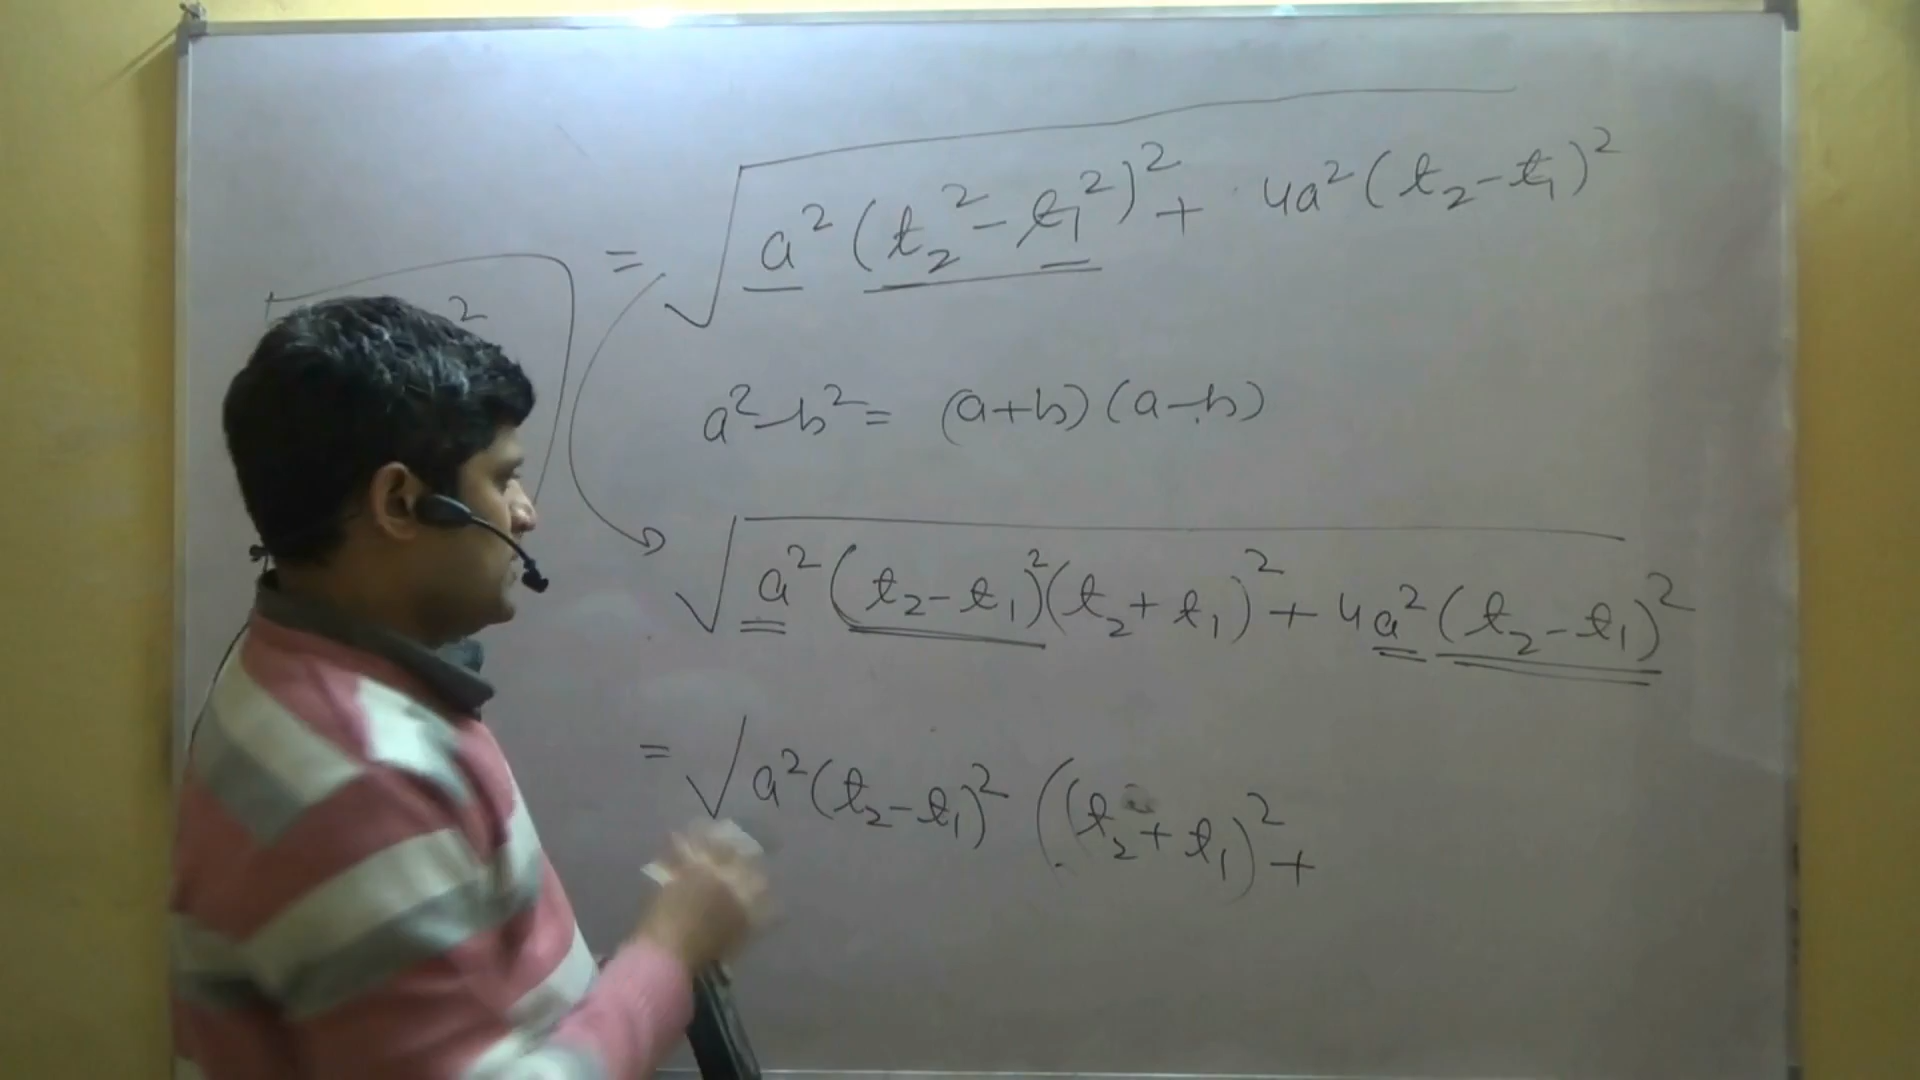 = √a²(t₂² - t₁²)² + 4a²(t₂ - t₁)²
2
a² - b² = (a+b)(a-b)
√a²(t₂ - t₁)²(t₂ + t₁)² + 4a²(t₂ - t₁)²
= √a²(t₂ - t₁)² ((t₂ + t₁)² +